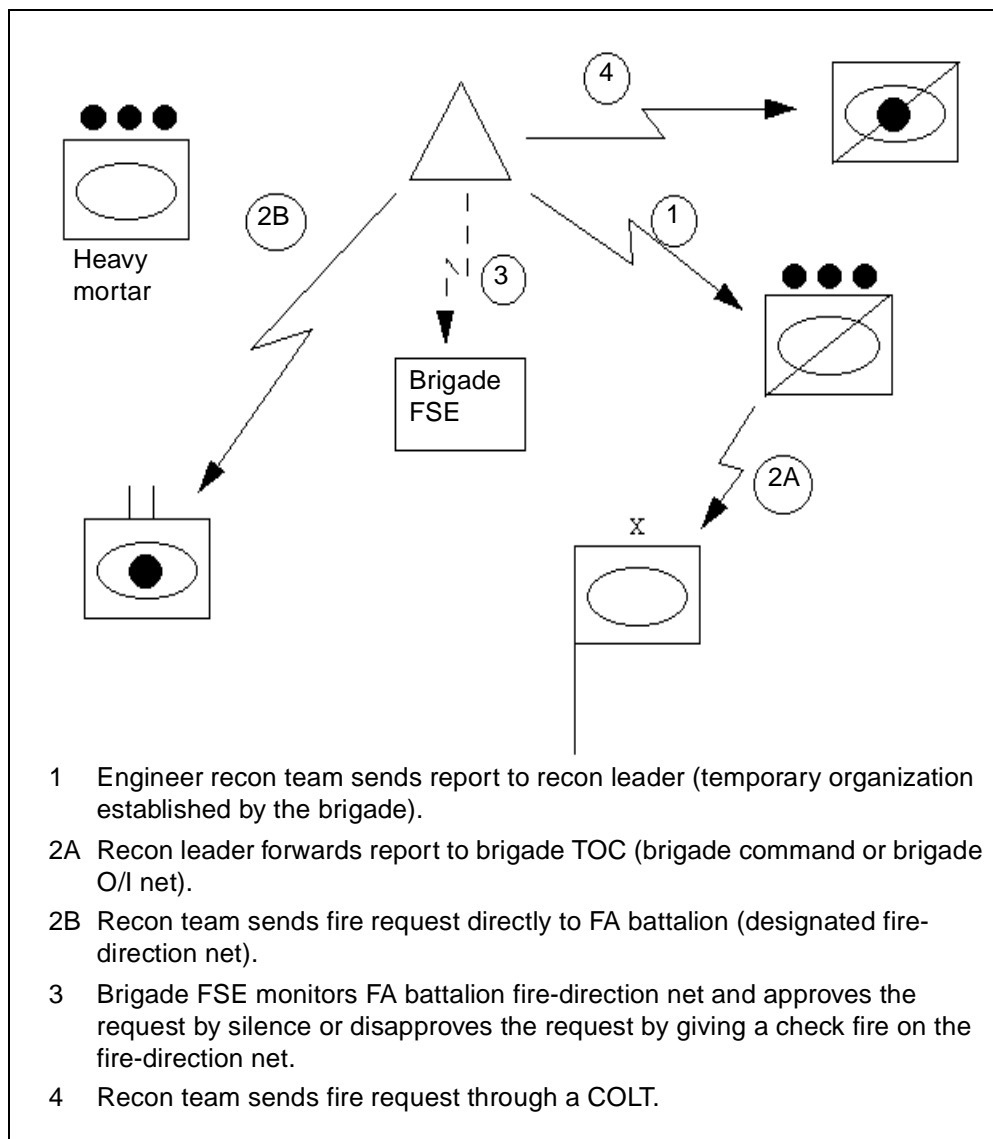 4
2B
1
Heavy
mortar
3
Brigade
FSE
2A
X
1 Engineer recon team sends report to recon leader (temporary organization
established by the brigade).
2A Recon leader forwards report to brigade TOC (brigade command or brigade
O/I net).
2B Recon team sends fire request directly to FA battalion (designated fire-
direction net).
3 Brigade FSE monitors FA battalion fire-direction net and approves the
request by silence or disapproves the request by giving a check fire on the
fire-direction net.
4 Recon team sends fire request through a COLT.